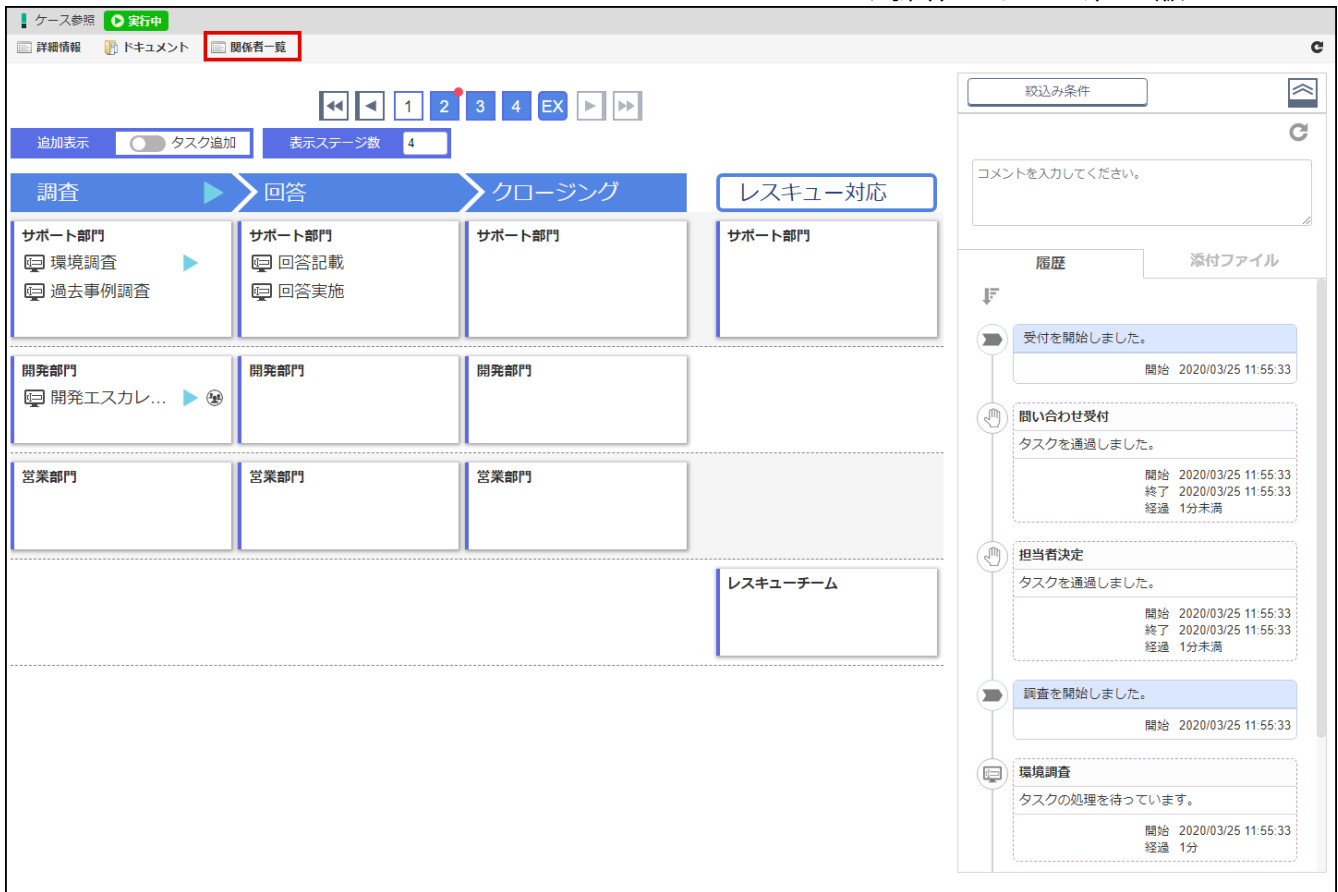 ケース参照 実行中
詳細情報 ドキュメント 関係者一覧
1 2 3 4 EX
追加表示 タスク追加 表示ステージ数 4
調査 回答 クロージング レスキュー対応
サポート部門 サポート部門 サポート部門 サポート部門
環境調査 回答記載
過去事例調査 回答実施
開発部門 開発部門 開発部門
開発エスカレ...
営業部門 営業部門 営業部門
レスキューチーム
絞込み条件
コメントを入力してください。
履歴 添付ファイル
受付を開始しました。
開始 2020/03/25 11:55:33
問い合わせ受付
タスクを通過しました。
開始 2020/03/25 11:55:33
終了 2020/03/25 11:55:33
経過 1分未満
担当者決定
タスクを通過しました。
開始 2020/03/25 11:55:33
終了 2020/03/25 11:55:33
経過 1分未満
調査を開始しました。
開始 2020/03/25 11:55:33
環境調査
タスクの処理を待っています。
開始 2020/03/25 11:55:33
経過 1分